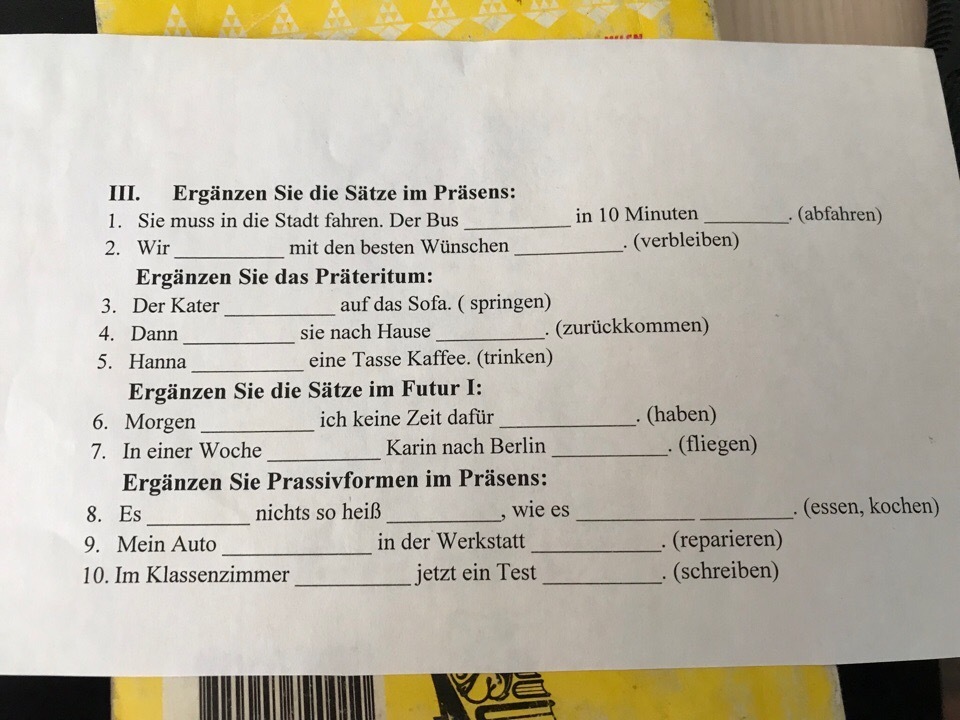 III. Ergänzen Sie die Sätze im Präsens:
1. Sie muss in die Stadt fahren. Der Bus __________ in 10 Minuten ________. (abfahren)
2. Wir __________ mit den besten Wünschen __________. (verbleiben)
Ergänzen Sie das Präteritum:
3. Der Kater __________ auf das Sofa. ( springen)
4. Dann __________ sie nach Hause __________. (zurückkommen)
5. Hanna __________ eine Tasse Kaffee. (trinken)
Ergänzen Sie die Sätze im Futur I:
6. Morgen __________ ich keine Zeit dafür ____________. (haben)
7. In einer Woche __________ Karin nach Berlin __________. (fliegen)
Ergänzen Sie Prassivformen im Präsens:
8. Es _________ nichts so heiß __________, wie es __________ ________. (essen, kochen)
9. Mein Auto _____________ in der Werkstatt ___________. (reparieren)
10. Im Klassenzimmer __________ jetzt ein Test __________. (schreiben)